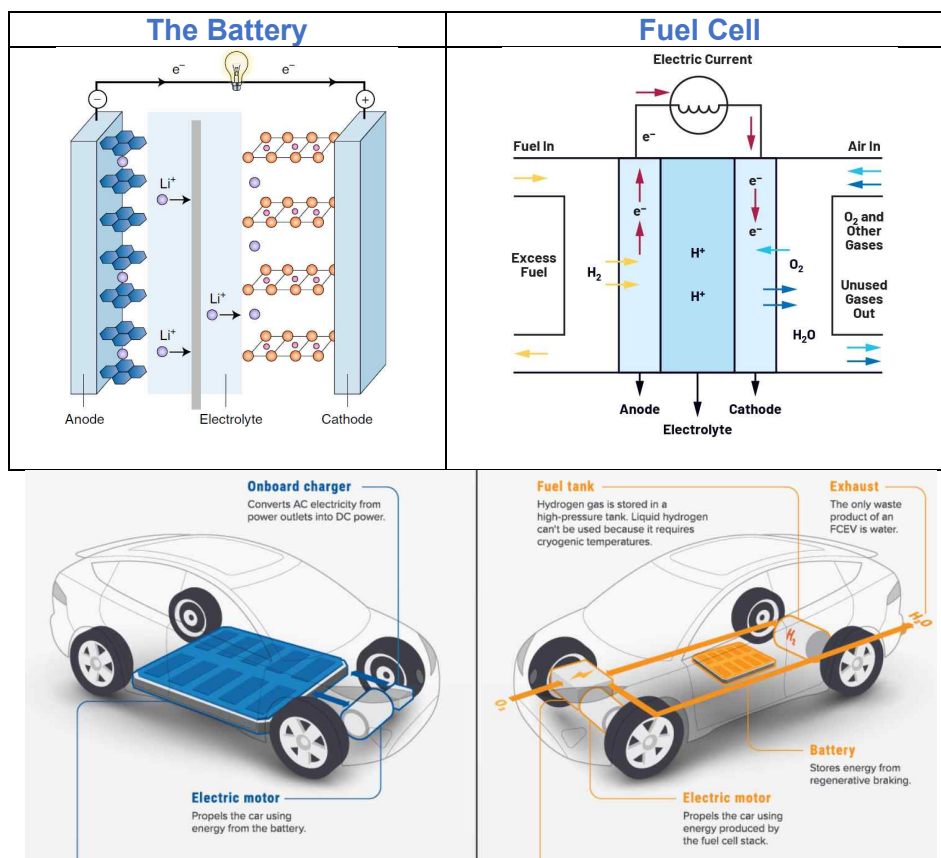 The Battery
e⁻
e⁻
−
+
Li⁺
Li⁺
Li⁺
Anode
Electrolyte
Cathode
Fuel Cell
Electric Current
e⁻
Fuel In
Air In
e⁻
e⁻
e⁻
O₂ and
Other
Gases
Excess
Fuel
H₂
H⁺
H⁺
O₂
Unused
Gases
Out
H₂O
Anode
Cathode
Electrolyte
Onboard charger
Converts AC electricity from
power outlets into DC power.
Electric motor
Propels the car using
energy from the battery.
Fuel tank
Hydrogen gas is stored in a
high-pressure tank. Liquid hydrogen
can't be used because it requires
cryogenic temperatures.
Exhaust
The only waste
product of an
FCEV is water.
H₂
H₂O
O₂
Battery
Stores energy from
regenerative braking.
Electric motor
Propels the car using
energy produced by
the fuel cell stack.